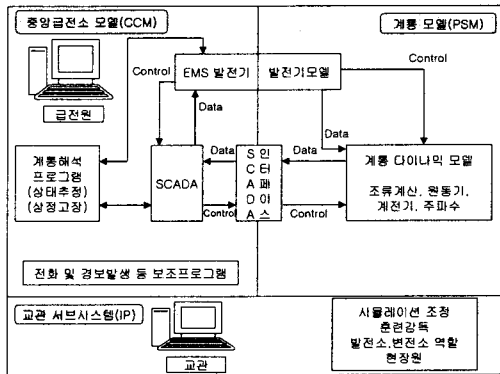 중앙급전소 모델(CCM)
계통 모델(PSM)
Control
EMS 발전기
발전기모델
Control
급전원
Data
Data
계통해석
프로그램
(상태추정)
(상정고장)
SCADA
Data
S 인
C 터
A 페
D 이
A 스
Data
계통 다이나믹 모델
조류계산, 원동기,
계전기, 주파수
Control
Control
전화 및 경보발생 등 보조프로그램
교관 서브시스템(IP)
교관
시뮬레이션 조정
훈련감독
발전소,변전소 역할
현장원